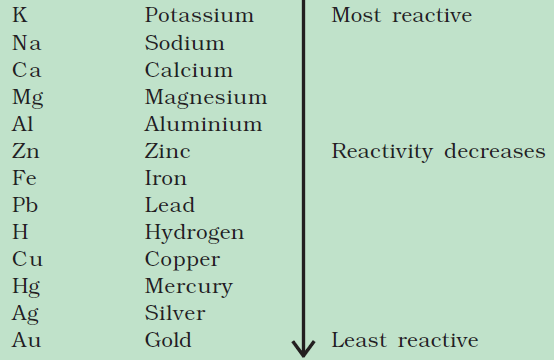 K Potassium Most reactive
Na Sodium
Ca Calcium
Mg Magnesium
Al Aluminium
Zn Zinc Reactivity decreases
Fe Iron
Pb Lead
H Hydrogen
Cu Copper
Hg Mercury
Ag Silver
Au Gold Least reactive